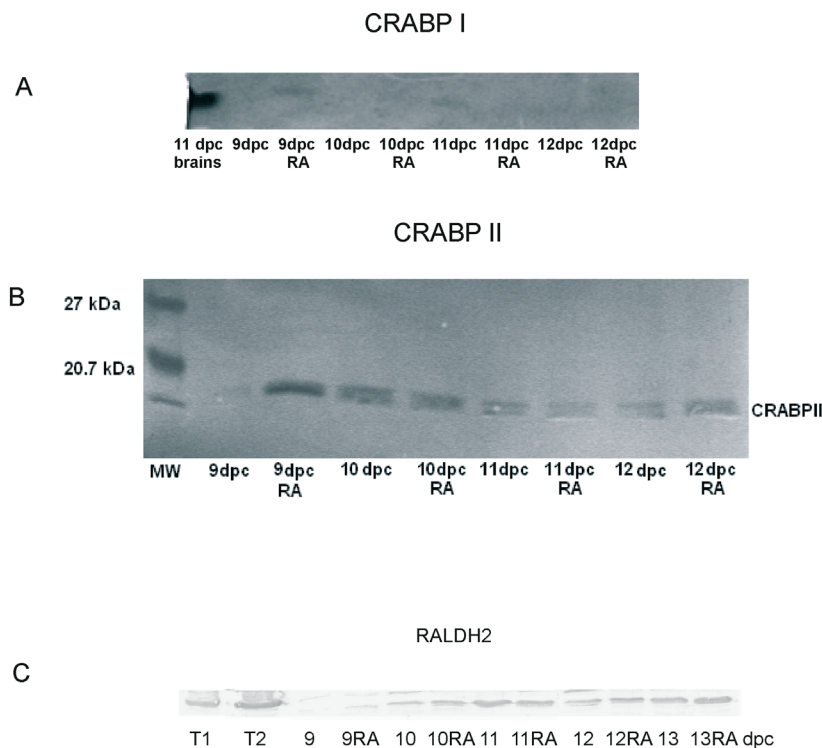 CRABP I
A
11 dpc 9dpc 9dpc 10dpc 10dpc 11dpc 11dpc 12dpc 12dpc
brains RA RA RA RA
CRABP II
B
27 kDa
20.7 kDa
CRABPII
MW 9dpc 9dpc 10 dpc 10dpc 11dpc 11dpc 12 dpc 12dpc
RA RA RA RA
RALDH2
C
T1 T2 9 9RA 10 10RA 11 11RA 12 12RA 13 13RA dpc